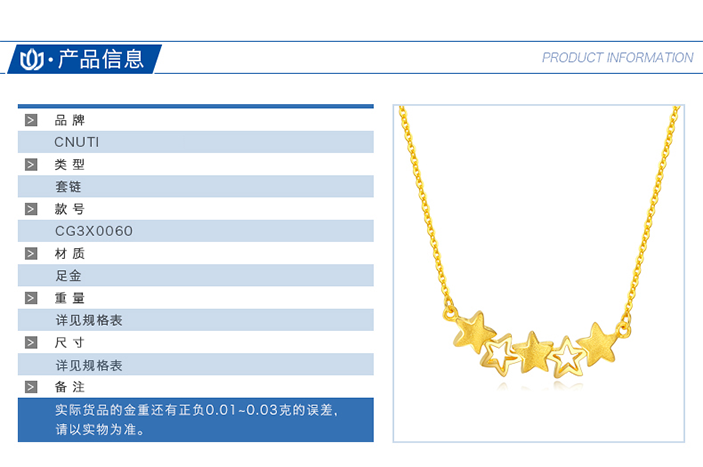 ·产品信息
PRODUCT INFORMATION
> 品牌
CNUTI
> 类型
套链
> 款号
CG3X0060
> 材质
足金
> 重量
详见规格表
> 尺寸
详见规格表
> 备注
实际货品的金重还有正负0.01~0.03克的误差,
请以实物为准。